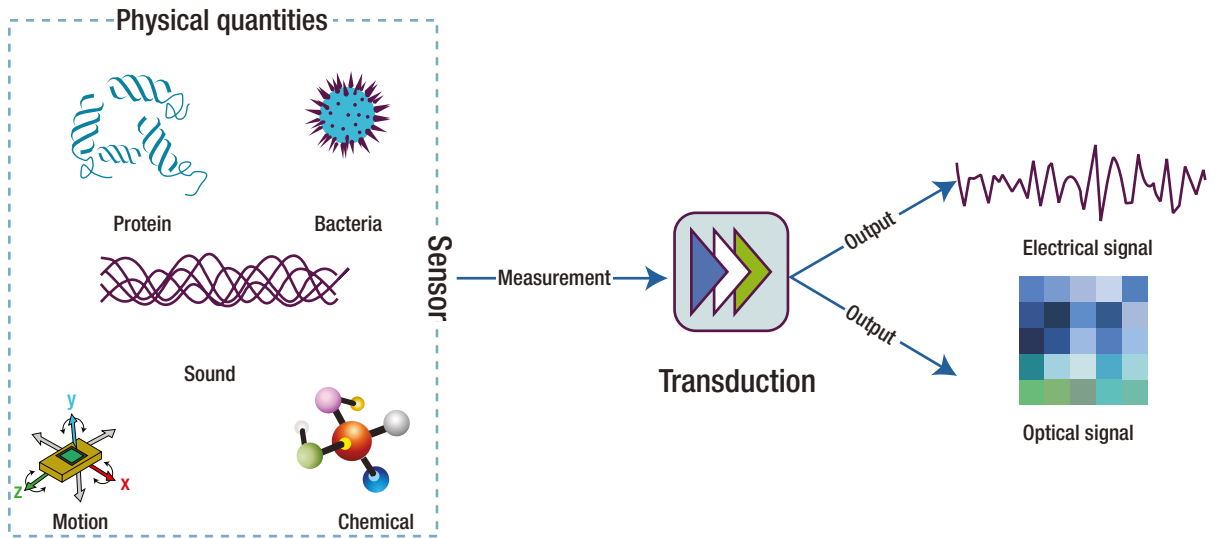 Physical quantities
Protein
Bacteria
Sound
y
z
x
Motion
Chemical
Sensor
Measurement
Transduction
Output
Output
Electrical signal
Optical signal